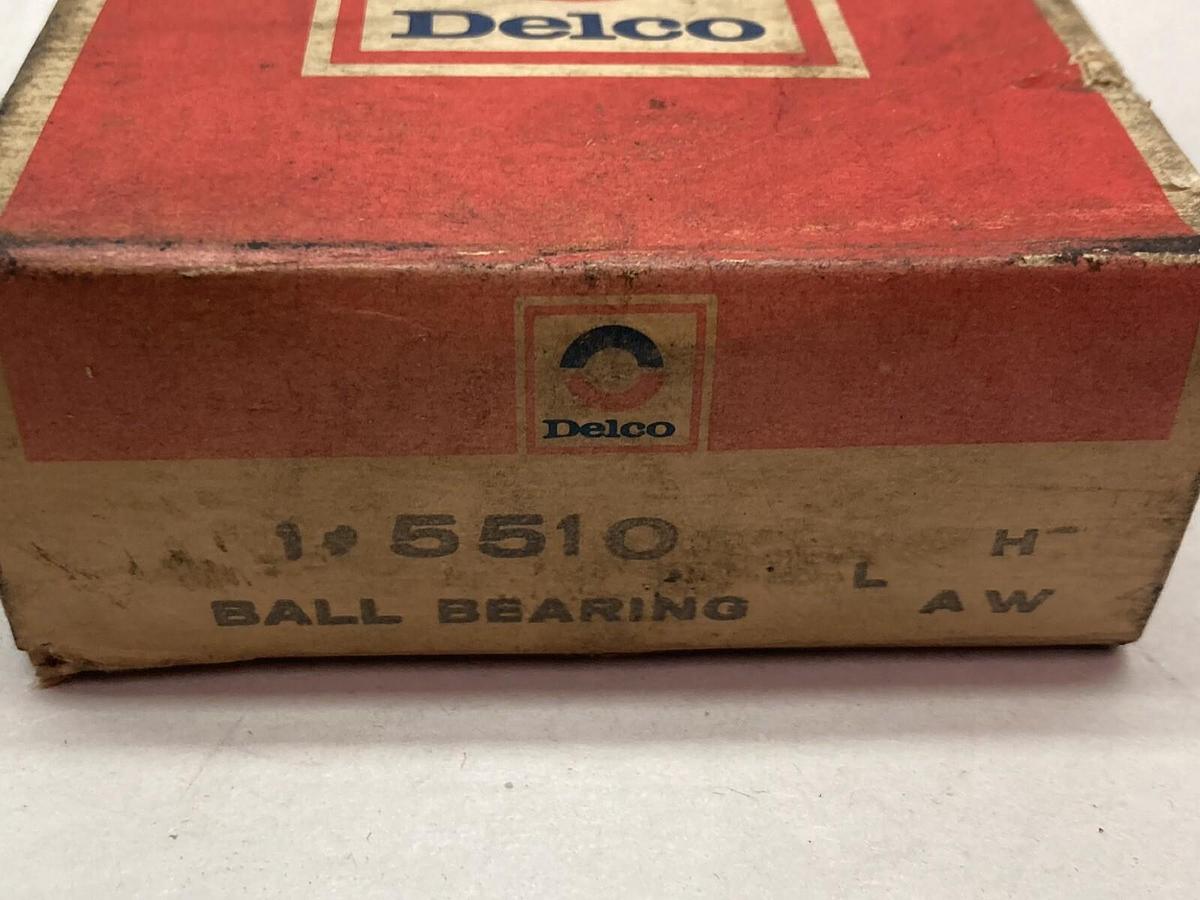 Delco
Delco
1 5510
H
L
BALL BEARING
AW